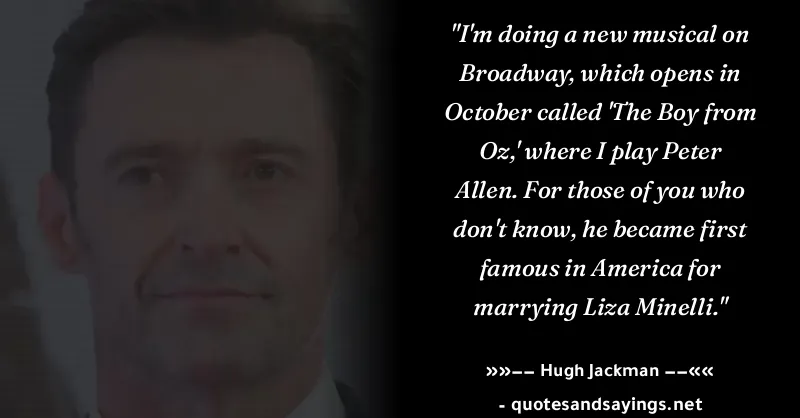 "I'm doing a new musical on
Broadway, which opens in
October called 'The Boy from
Oz,' where I play Peter
Allen. For those of you who
don't know, he became first
famous in America for
marrying Liza Minelli."
»»−− Hugh Jackman −−««
- quotesandsayings.net